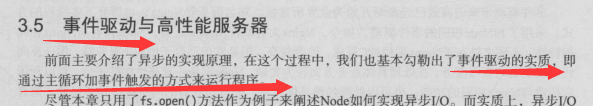 3.5 事件驱动与高性能服务器
前面主要介绍了异步的实现原理，在这个过程中，我们也基本勾勒出了事件驱动的实质，即
通过主循环加事件触发的方式来运行程序。
尽管本章只用了fs.open()方法作为例子来阐述Node如何实现异步I/O。而实质上，异步I/O